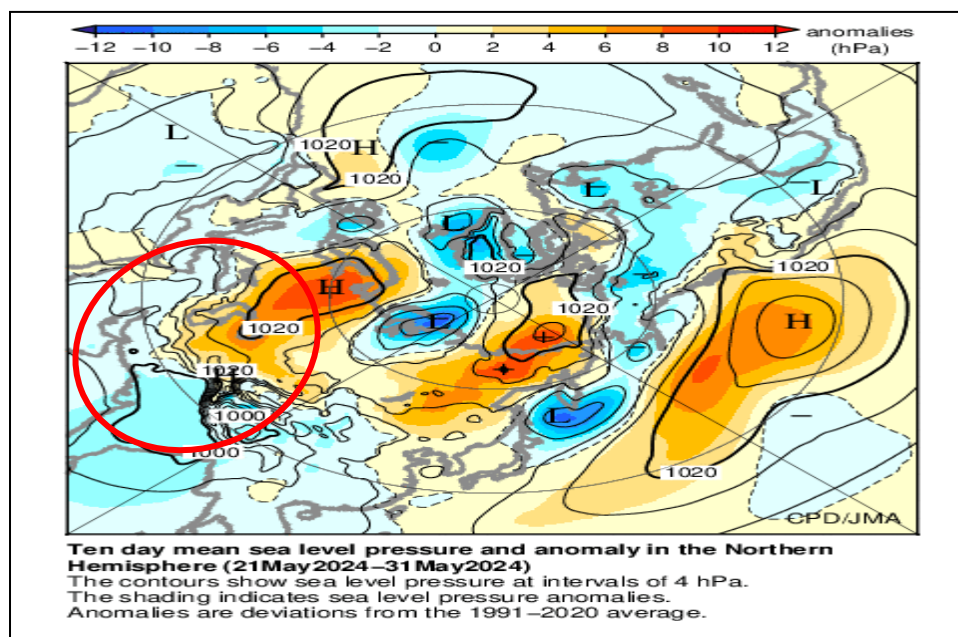 −12 −10 −8 −6 −4 −2 0 2 4 6 8 10 12 anomalies
(hPa)
L
1020 H
1020
L
L
L
1020
1020
H
1020
L
1020
H
1020
H
1000
L
1000
1020
CPD/JMA
Ten day mean sea level pressure and anomaly in the Northern
Hemisphere (21May2024−31May2024)
The contours show sea level pressure at intervals of 4 hPa.
The shading indicates sea level pressure anomalies.
Anomalies are deviations from the 1991−2020 average.